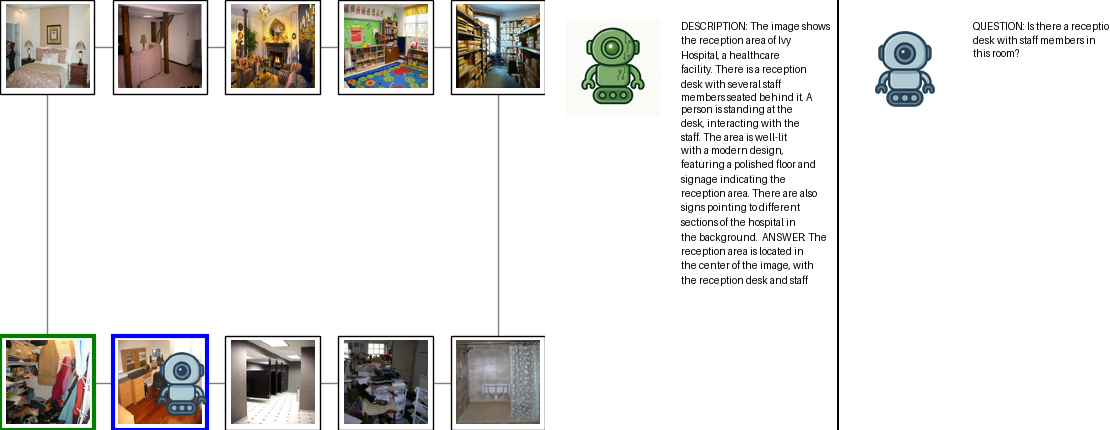 DESCRIPTION: The image shows
the reception area of Ivy
Hospital, a healthcare
facility. There is a reception
desk with several staff
members seated behind it. A
person is standing at the
desk, interacting with the
staff. The area is well-lit
with a modern design,
featuring a polished floor and
signage indicating the
reception area. There are also
signs pointing to different
sections of the hospital in
the background.  ANSWER: The
reception area is located in
the center of the image, with
the reception desk and staff
QUESTION: Is there a receptio
desk with staff members in
this room?